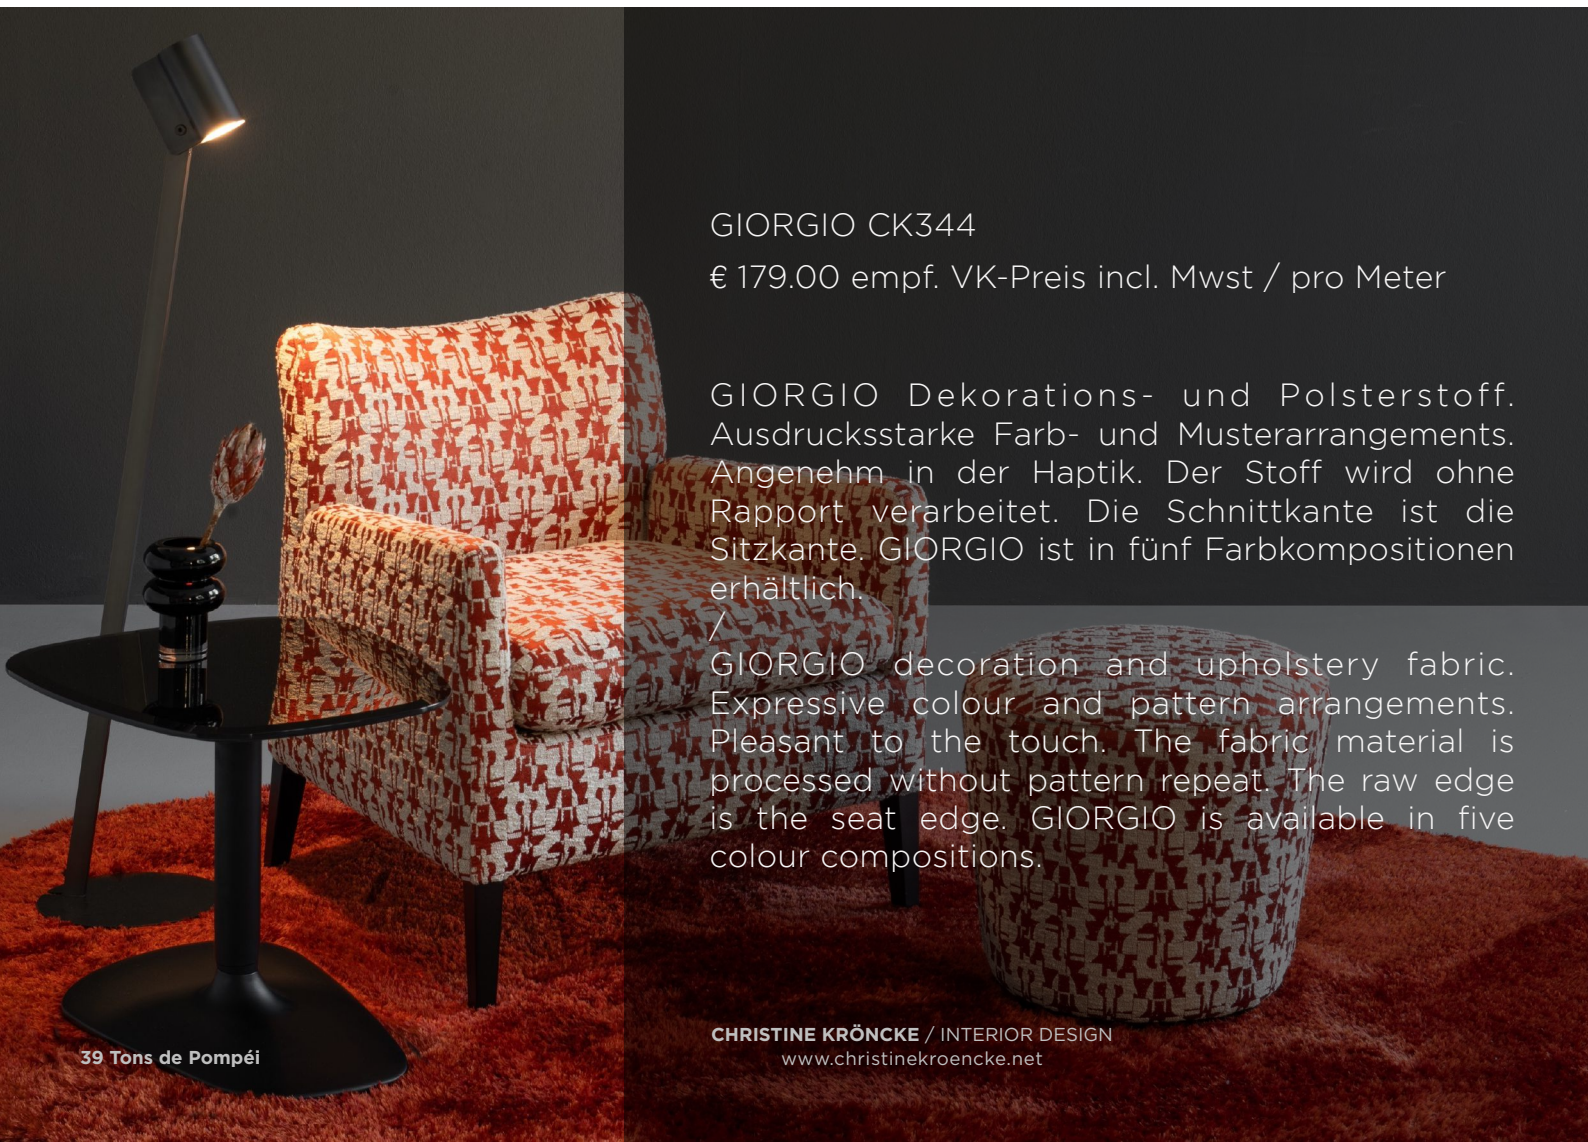 GIORGIO CK344
€ 179.00 empf. VK-Preis incl. Mwst / pro Meter
GIORGIO Dekorations- und Polsterstoff.
Ausdrucksstarke Farb- und Musterarrangements.
Angenehm in der Haptik. Der Stoff wird ohne
Rapport verarbeitet. Die Schnittkante ist die
Sitzkante. GIORGIO ist in fünf Farbkompositionen
erhältlich.
/
GIORGIO decoration and upholstery fabric.
Expressive colour and pattern arrangements.
Pleasant to the touch. The fabric material is
processed without pattern repeat. The raw edge
is the seat edge. GIORGIO is available in five
colour compositions.
CHRISTINE KRÖNCKE / INTERIOR DESIGN
www.christinekroencke.net
39 Tons de Pompéi